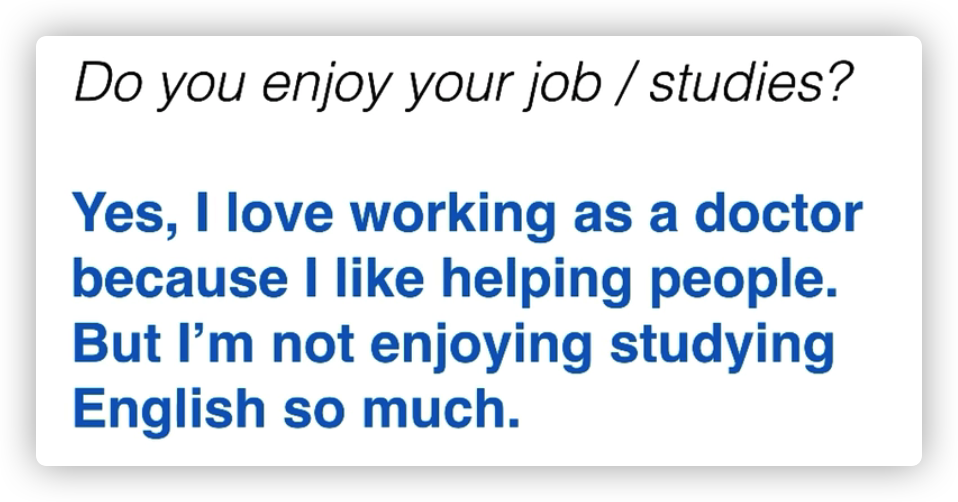 Do you enjoy your job / studies?
Yes, I love working as a doctor
because I like helping people.
But I’m not enjoying studying
English so much.